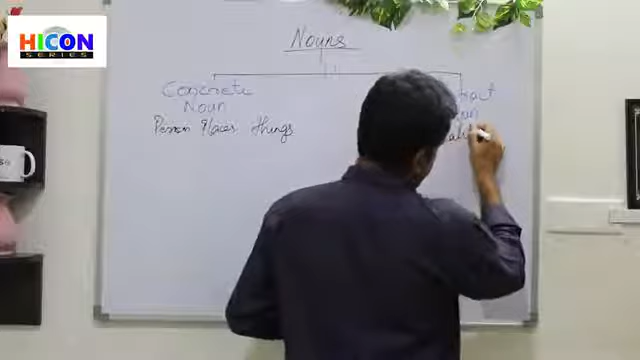 HICON
SERIES
Nouns
Concrete
Noun
Person Places Things